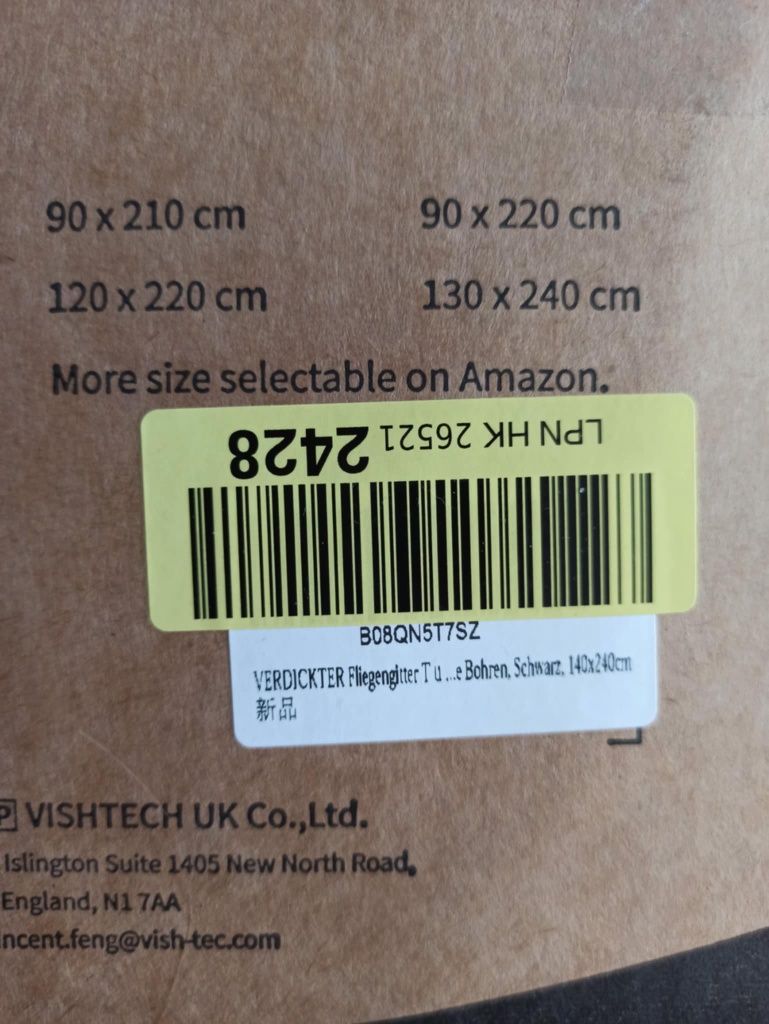 90 x 210 cm 90 x 220 cm
120 x 220 cm 130 x 240 cm
More size selectable on Amazon.
LPN HK 26521 2428
B08QN5T7SZ
VERDICKTER Fliegengitter T u ...e Bohren, Schwarz, 140x240cm
新品
P VISHTECH UK Co.,Ltd.
Islington Suite 1405 New North Road,
England, N1 7AA
ncent.feng@vish-tec.com